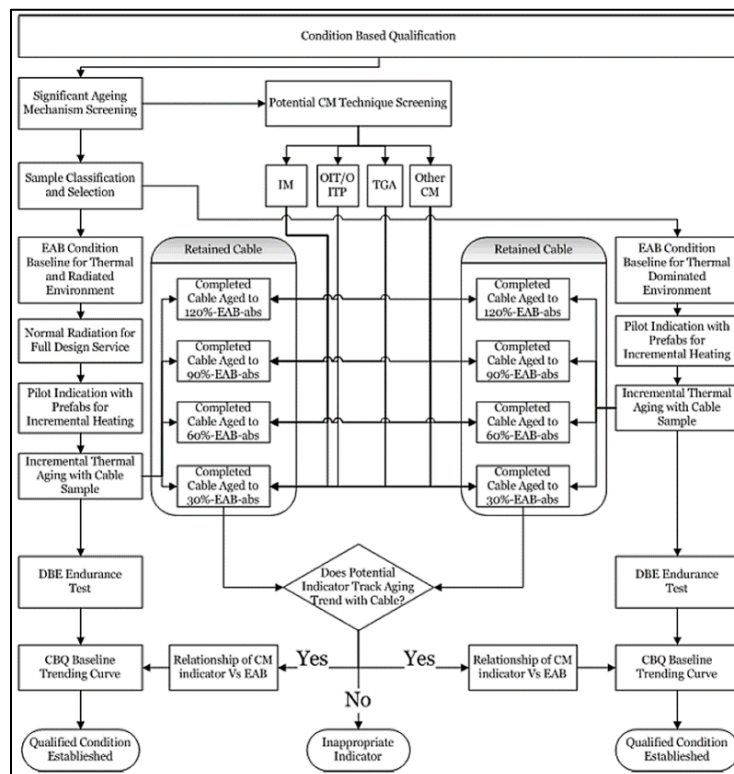 Condition Based Qualification
Significant Ageing
Mechanism Screening
Potential CM Technique Screening
IM
OIT/O
ITP
TGA
Other
CM
Sample Classification
and Selection
EAB Condition
Baseline for Thermal
and Radiated
Environment
Normal Radiation for
Full Design Service
Pilot Indication with
Prefabs for
Incremental Heating
Incremental Thermal
Aging with Cable
Sample
Retained Cable
Completed
Cable Aged to
120%-EAB-abs
Completed
Cable Aged to
90%-EAB-abs
Completed
Cable Aged to
60%-EAB-abs
Completed
Cable Aged to
30%-EAB-abs
Retained Cable
Completed
Cable Aged to
120%-EAB-abs
Completed
Cable Aged to
90%-EAB-abs
Completed
Cable Aged to
60%-EAB-abs
Completed
Cable Aged to
30%-EAB-abs
EAB Condition
Baseline for Thermal
Dominated
Environment
Pilot Indication with
Prefabs for
Incremental Heating
Incremental Thermal
Aging with Cable
Sample
DBE Endurance
Test
Does Potential
Indicator Track Aging
Trend with Cable?
DBE Endurance
Test
CBQ Baseline
Trending Curve
Relationship of CM
indicator Vs EAB
Yes
Yes
Relationship of CM
indicator Vs EAB
CBQ Baseline
Trending Curve
No
Qualified Condition
Establieshed
Inappropriate
Indicator
Qualified Condition
Establieshed